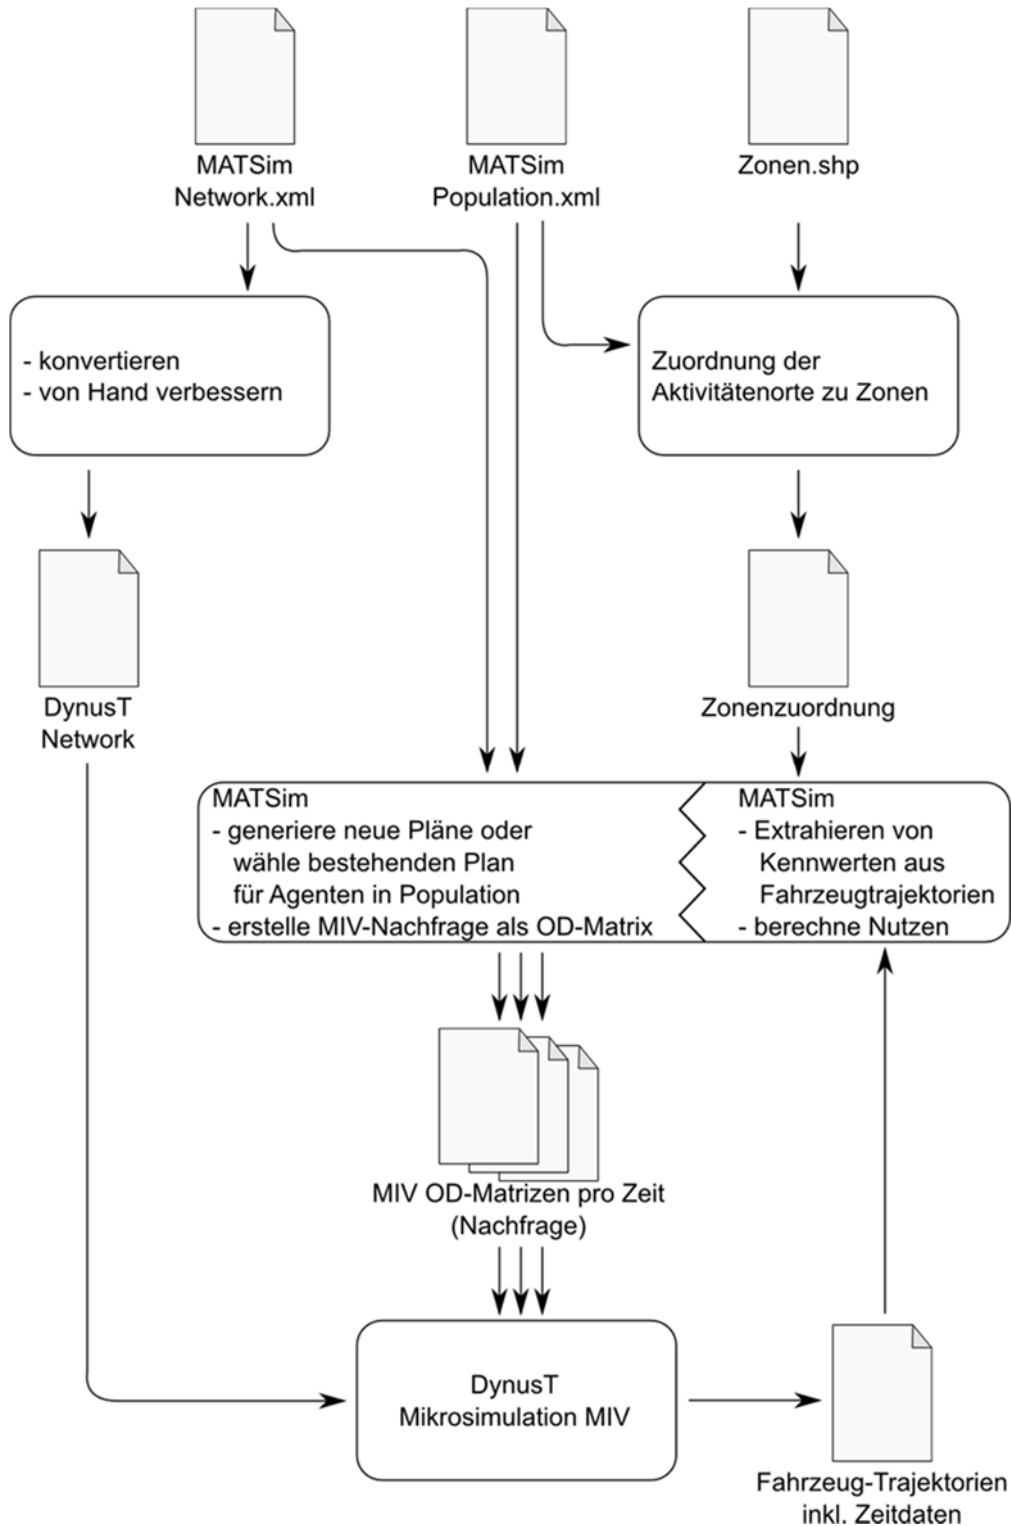 MATSim
Network.xml
MATSim
Population.xml
Zonen.shp
- konvertieren
- von Hand verbessern
Zuordnung der
Aktivitätenorte zu Zonen
DynusT
Network
Zonenzuordnung
MATSim
- generiere neue Pläne oder
wähle bestehenden Plan
für Agenten in Population
- erstelle MIV-Nachfrage als OD-Matrix
MATSim
- Extrahieren von
Kennwerten aus
Fahrzeugtrajektorien
- berechne Nutzen
MIV OD-Matrizen pro Zeit
(Nachfrage)
DynusT
Mikrosimulation MIV
Fahrzeug-Trajektorien
inkl. Zeitdaten